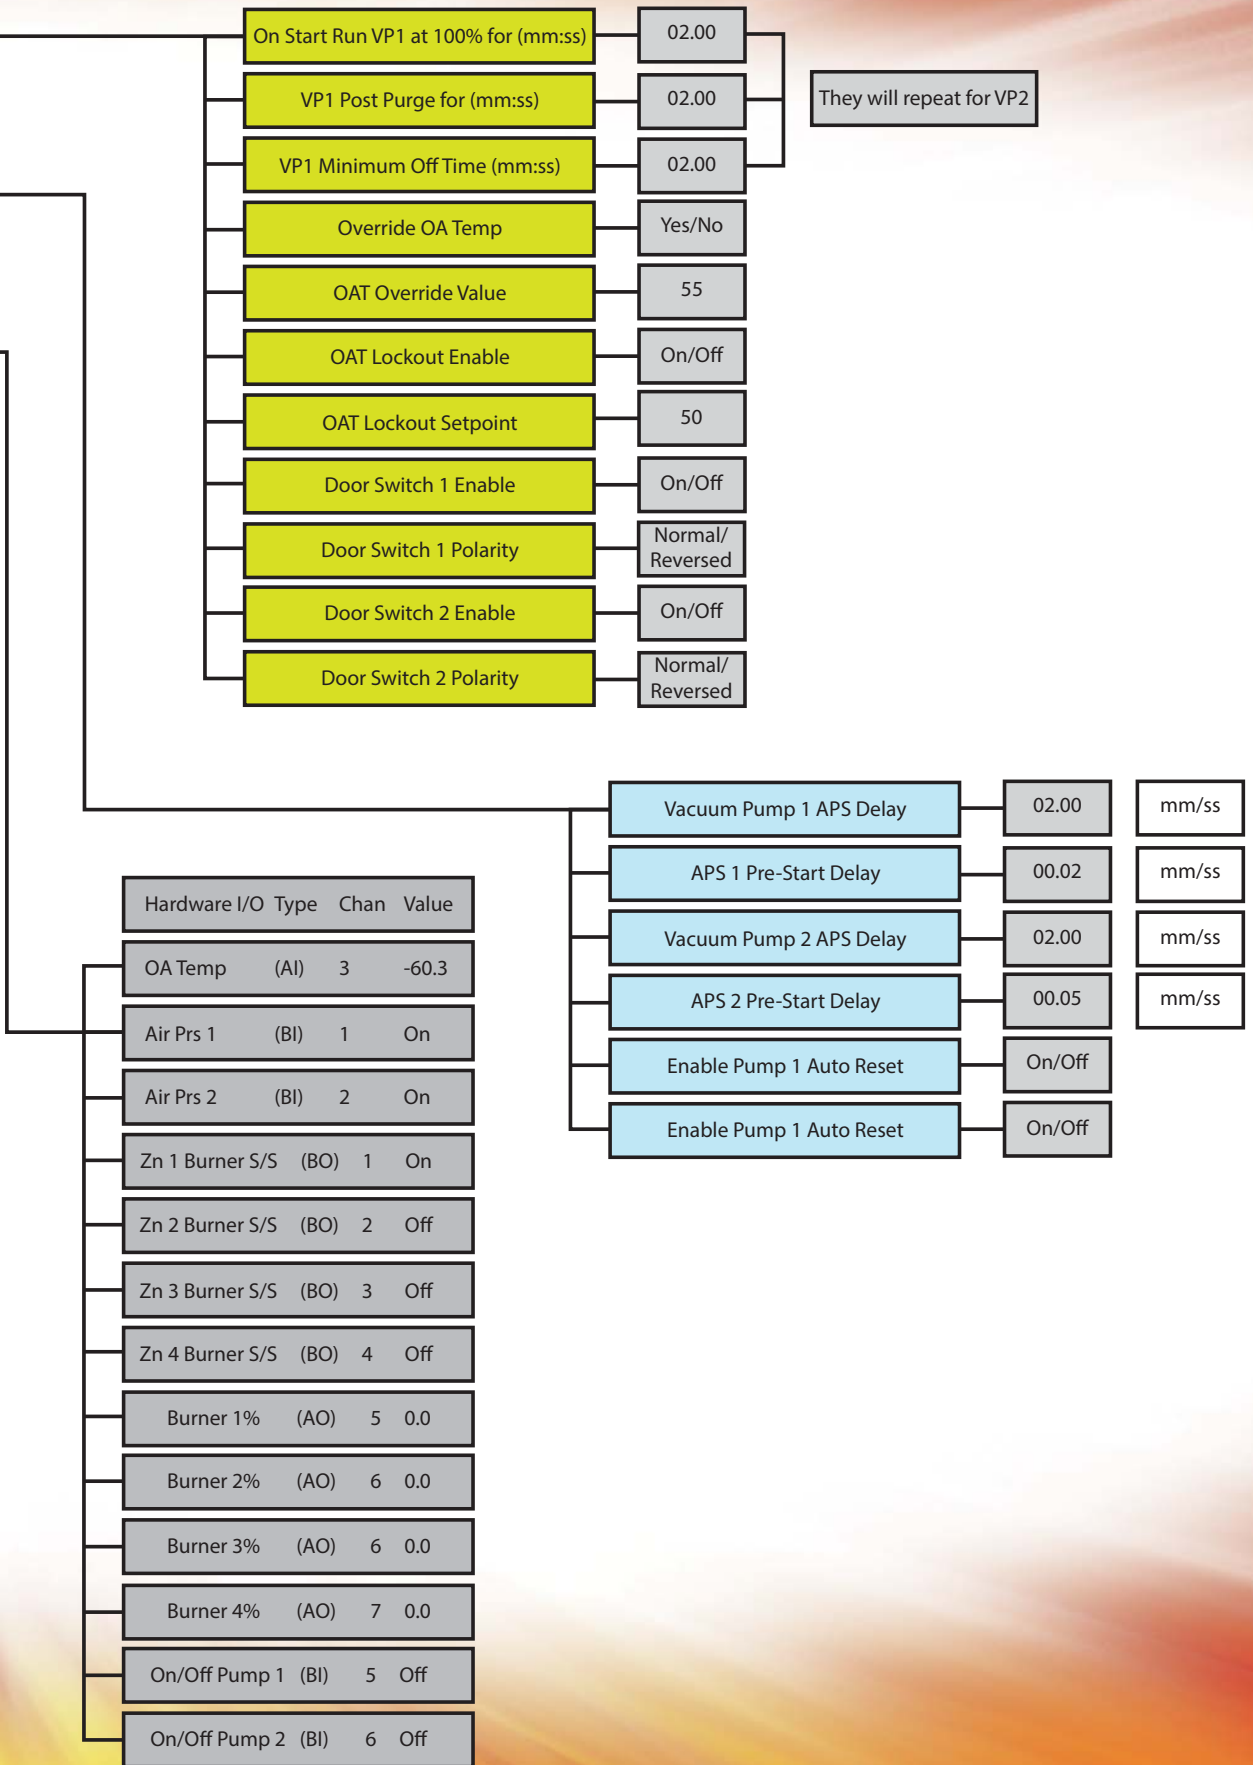 On Start Run VP1 at 100% for (mm:ss) 02.00
They will repeat for VP2
VP1 Post Purge for (mm:ss) 02.00
VP1 Minimum Off Time (mm:ss) 02.00
Override OA Temp Yes/No
OAT Override Value 55
OAT Lockout Enable On/Off
OAT Lockout Setpoint 50
Door Switch 1 Enable On/Off
Door Switch 1 Polarity Normal/
Reversed
Door Switch 2 Enable On/Off
Door Switch 2 Polarity Normal/
Reversed
Vacuum Pump 1 APS Delay 02.00 mm/ss
APS 1 Pre-Start Delay 00.02 mm/ss
Vacuum Pump 2 APS Delay 02.00 mm/ss
APS 2 Pre-Start Delay 00.05 mm/ss
Enable Pump 1 Auto Reset On/Off
Enable Pump 1 Auto Reset On/Off
Hardware I/O Type Chan Value
OA Temp (AI) 3 -60.3
Air Prs 1 (BI) 1 On
Air Prs 2 (BI) 2 On
Zn 1 Burner S/S (BO) 1 On
Zn 2 Burner S/S (BO) 2 Off
Zn 3 Burner S/S (BO) 3 Off
Zn 4 Burner S/S (BO) 4 Off
Burner 1% (AO) 5 0.0
Burner 2% (AO) 6 0.0
Burner 3% (AO) 6 0.0
Burner 4% (AO) 7 0.0
On/Off Pump 1 (BI) 5 Off
On/Off Pump 2 (BI) 6 Off